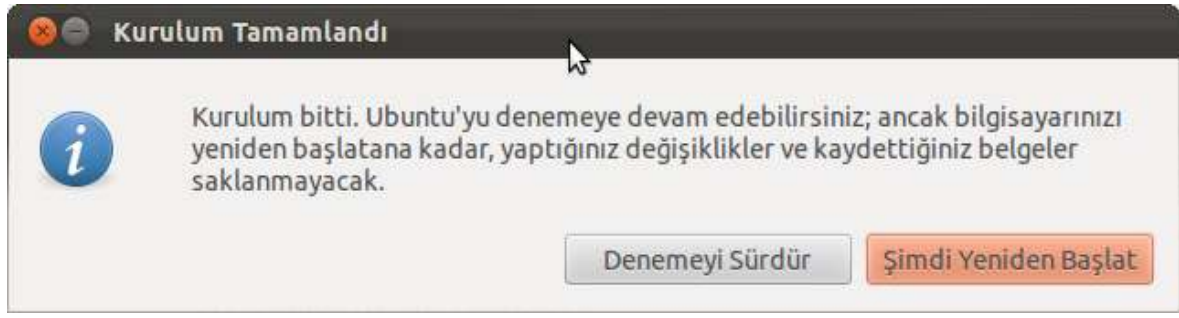 Kurulum Tamamlandı
Kurulum bitti. Ubuntu'yu denemeye devam edebilirsiniz; ancak bilgisayarınızı
yeniden başlatana kadar, yaptığınız değişiklikler ve kaydettiğiniz belgeler
saklanmayacak.
Denemeyi Sürdür
Şimdi Yeniden Başlat